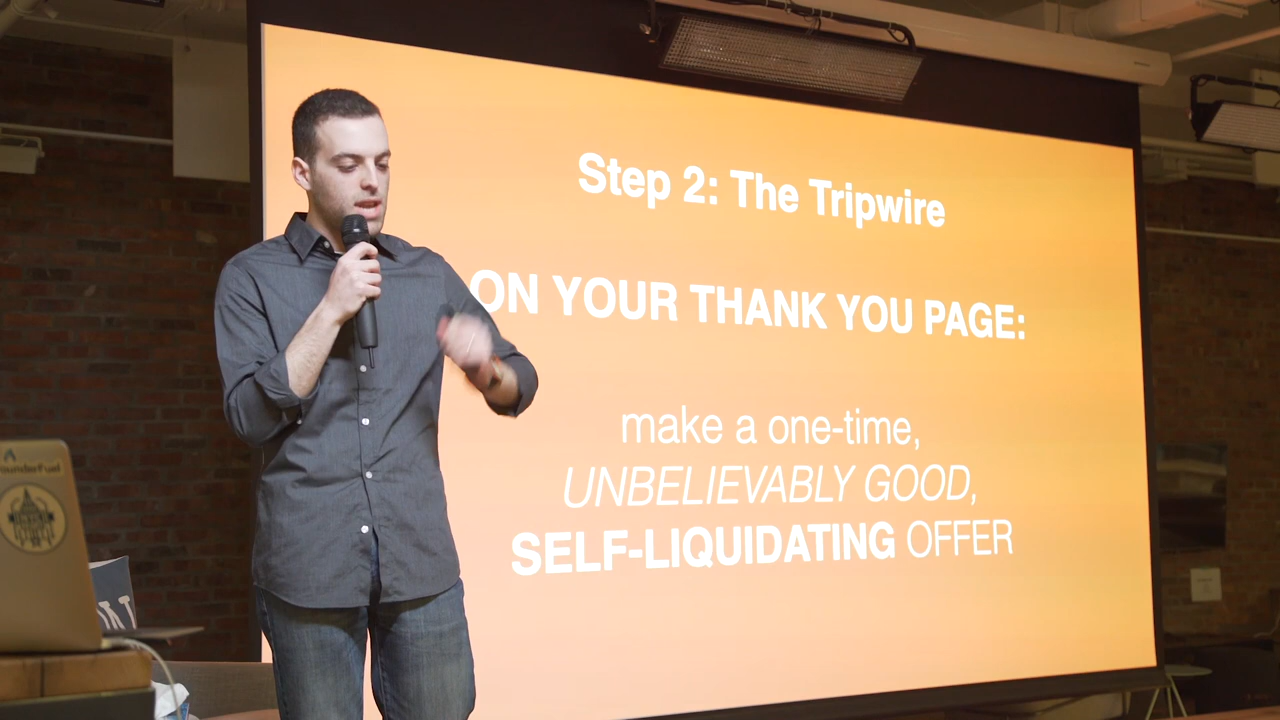 Step 2: The Tripwire
ON YOUR THANK YOU PAGE:
make a one-time,
UNBELIEVABLY GOOD,
SELF-LIQUIDATING OFFER